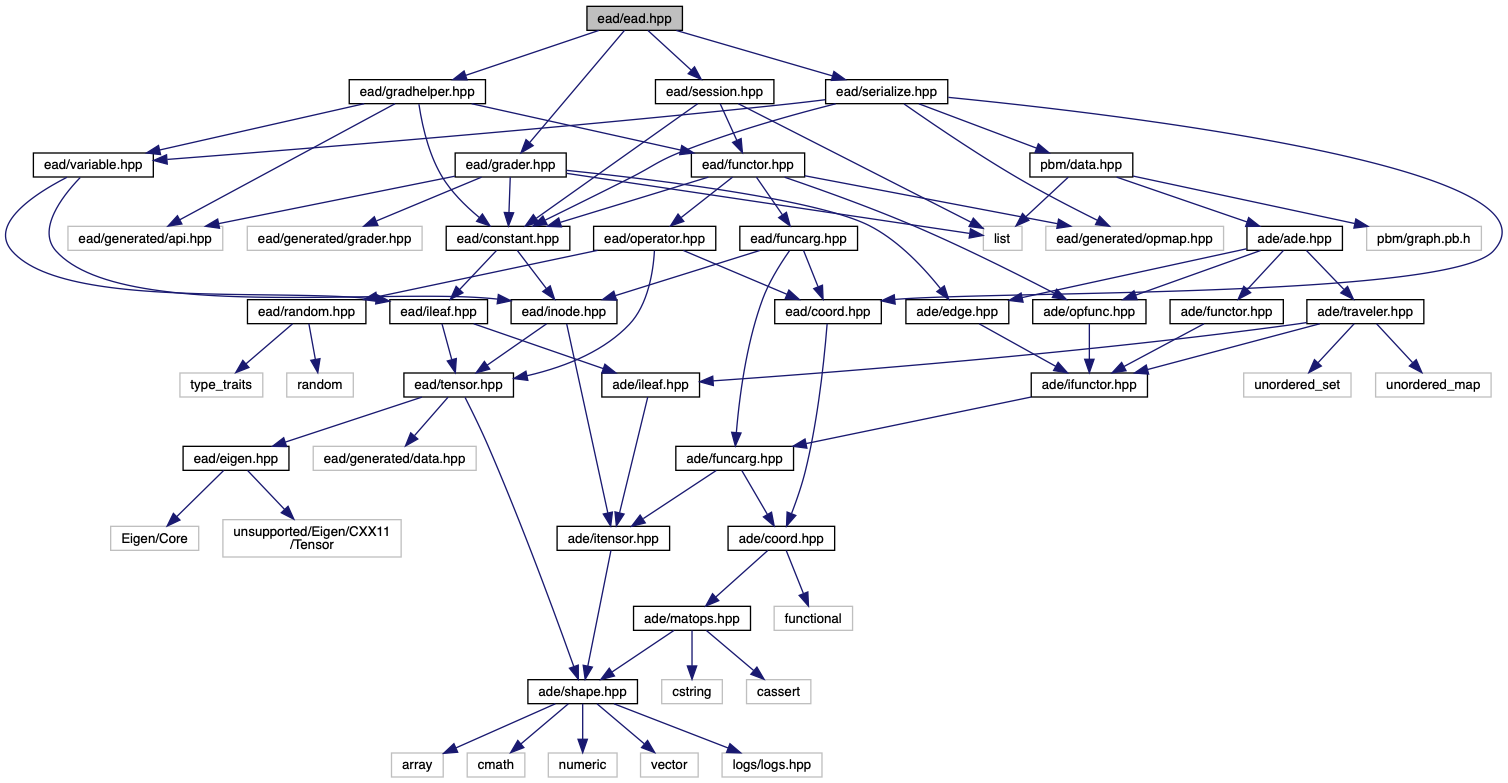 ead/ead.hpp
ead/gradhelper.hpp
ead/session.hpp
ead/serialize.hpp
ead/variable.hpp
ead/grader.hpp
ead/functor.hpp
pbm/data.hpp
ead/generated/api.hpp
ead/generated/grader.hpp
ead/constant.hpp
ead/operator.hpp
ead/funcarg.hpp
list
ead/generated/opmap.hpp
ade/ade.hpp
pbm/graph.pb.h
ead/random.hpp
ead/ileaf.hpp
ead/inode.hpp
ead/coord.hpp
ade/edge.hpp
ade/opfunc.hpp
ade/functor.hpp
ade/traveler.hpp
type_traits
random
ead/tensor.hpp
ade/ileaf.hpp
ade/ifunctor.hpp
unordered_set
unordered_map
ead/eigen.hpp
ead/generated/data.hpp
ade/funcarg.hpp
Eigen/Core
unsupported/Eigen/CXX11
/Tensor
ade/itensor.hpp
ade/coord.hpp
ade/matops.hpp
functional
ade/shape.hpp
cstring
cassert
array
cmath
numeric
vector
logs/logs.hpp